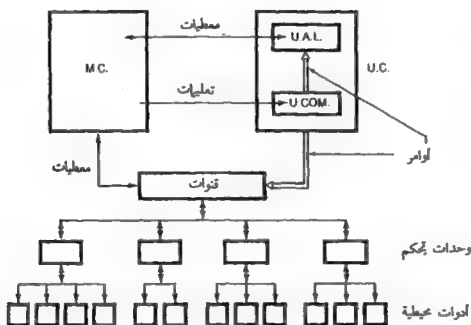 معطيات
U.A.L.
M.C.
U.C.
تعليمات
U.COM.
أوامر
معطيات
قنوات
وحدات تحكم
أدوات محيطية